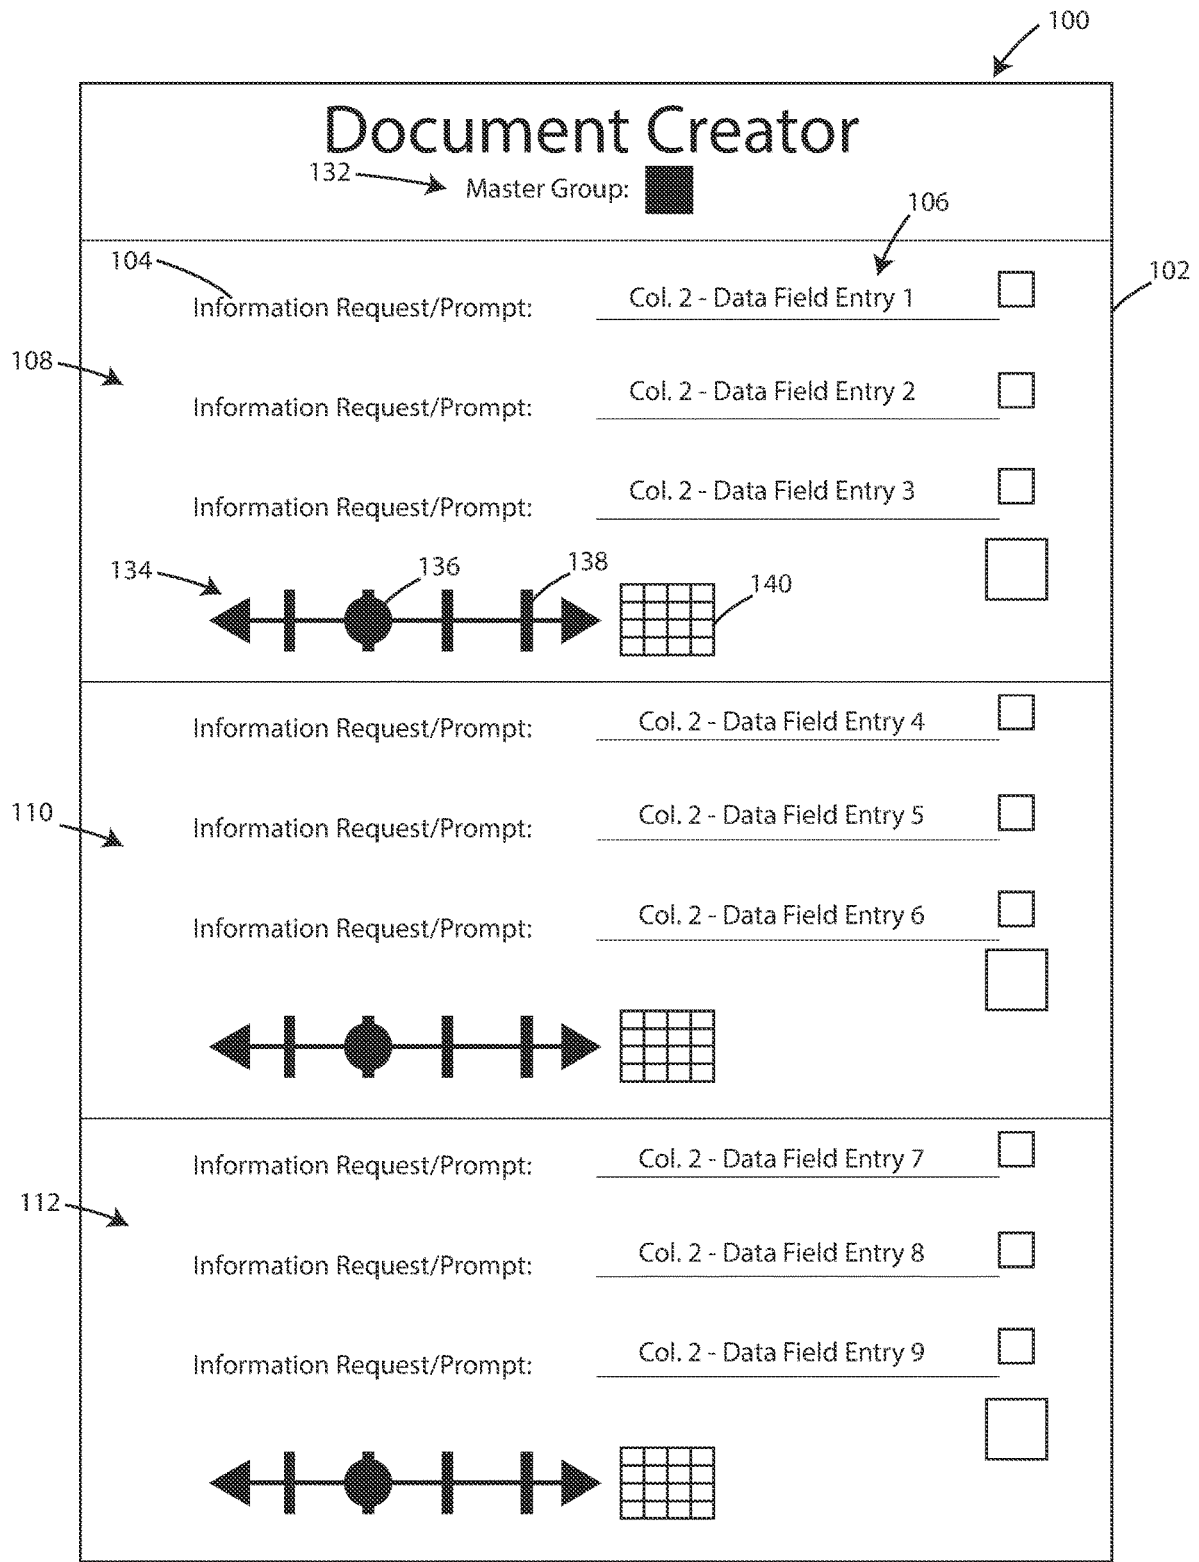 100
Document Creator
132 Master Group:
106
104
102
Information Request/Prompt: Col. 2 - Data Field Entry 1
108
Information Request/Prompt: Col. 2 - Data Field Entry 2
Information Request/Prompt: Col. 2 - Data Field Entry 3
134 136 138 140
Information Request/Prompt: Col. 2 - Data Field Entry 4
110
Information Request/Prompt: Col. 2 - Data Field Entry 5
Information Request/Prompt: Col. 2 - Data Field Entry 6
Information Request/Prompt: Col. 2 - Data Field Entry 7
112
Information Request/Prompt: Col. 2 - Data Field Entry 8
Information Request/Prompt: Col. 2 - Data Field Entry 9